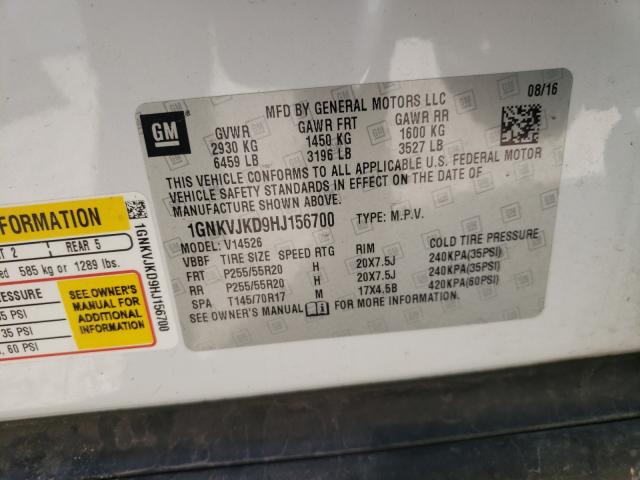 MFD BY GENERAL MOTORS LLC
08/16
GM
GVWR GAWR FRT GAWR RR
2930 KG 1450 KG 1600 KG
6459 LB 3196 LB 3527 LB
THIS VEHICLE CONFORMS TO ALL APPLICABLE U.S. FEDERAL MOTOR
VEHICLE SAFETY STANDARDS IN EFFECT ON THE DATE OF
MANUFACTURE SHOWN ABOVE.
1GNKVJKD9HJ156700 TYPE: M.P.V.
MODEL: V14526
VBBF TIRE SIZE SPEED RTG RIM COLD TIRE PRESSURE
FRT P255/55R20 H 20X7.5J 240KPA(35PSI)
RR P255/55R20 H 20X7.5J 240KPA(35PSI)
SPA T145/70R17 M 17X4.5B 420KPA(60PSI)
SEE OWNER'S MANUAL FOR MORE INFORMATION.
FORMATION
T 2 REAR 5
ed 585 kg or 1289 lbs.
RESSURE
35 PSI
35 PSI
, 60 PSI
SEE OWNER'S
MANUAL FOR
ADDITIONAL
INFORMATION
1GNKVJKD9HJ156700